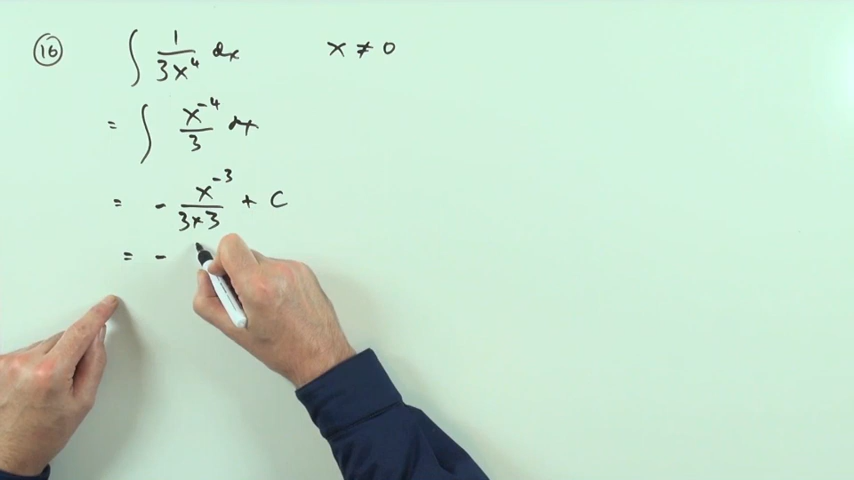 16 ∫ 1/3x⁴ dx x ≠ 0
= ∫ x⁻⁴/3 dx
= - x⁻³/3×3 + C
= -